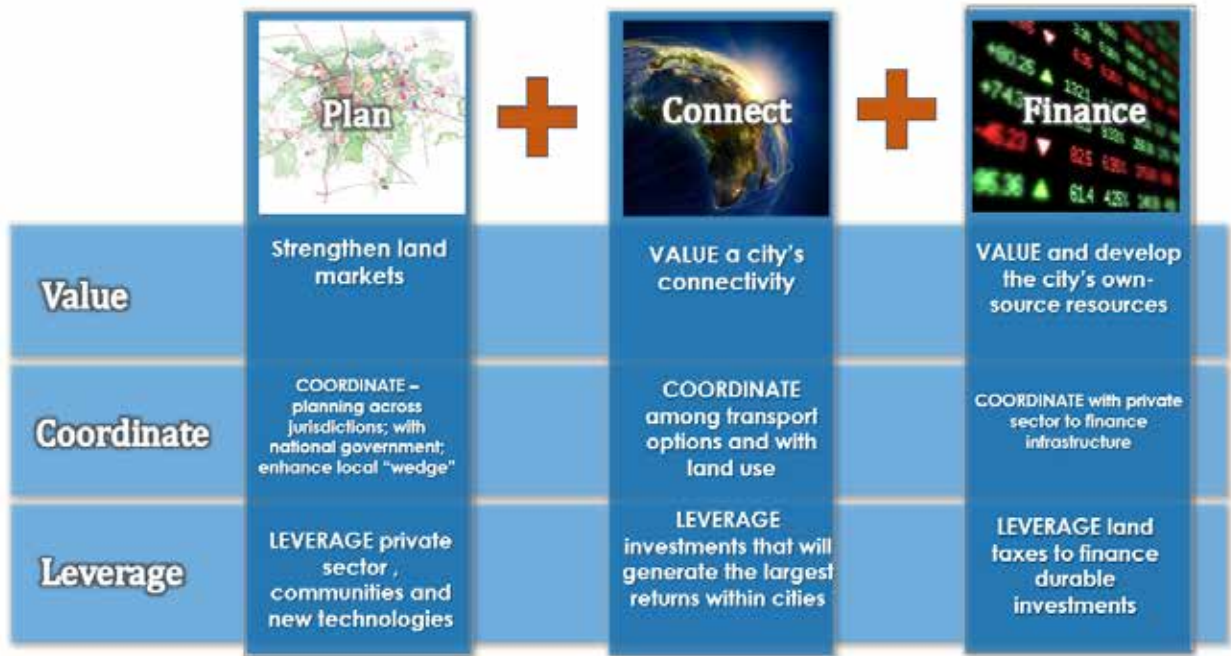 Plan
Connect
Finance
Value
Strengthen land
markets
VALUE a city's
connectivity
VALUE and develop
the city's own-
source resources
Coordinate
COORDINATE –
planning across
jurisdictions; with
national government;
enhance local "wedge"
COORDINATE
among transport
options and with
land use
COORDINATE with private
sector to finance
infrastructure
Leverage
LEVERAGE private
sector ,
communities and
new technologies
LEVERAGE
investments that will
generate the largest
returns within cities
LEVERAGE land
taxes to finance
durable
investments